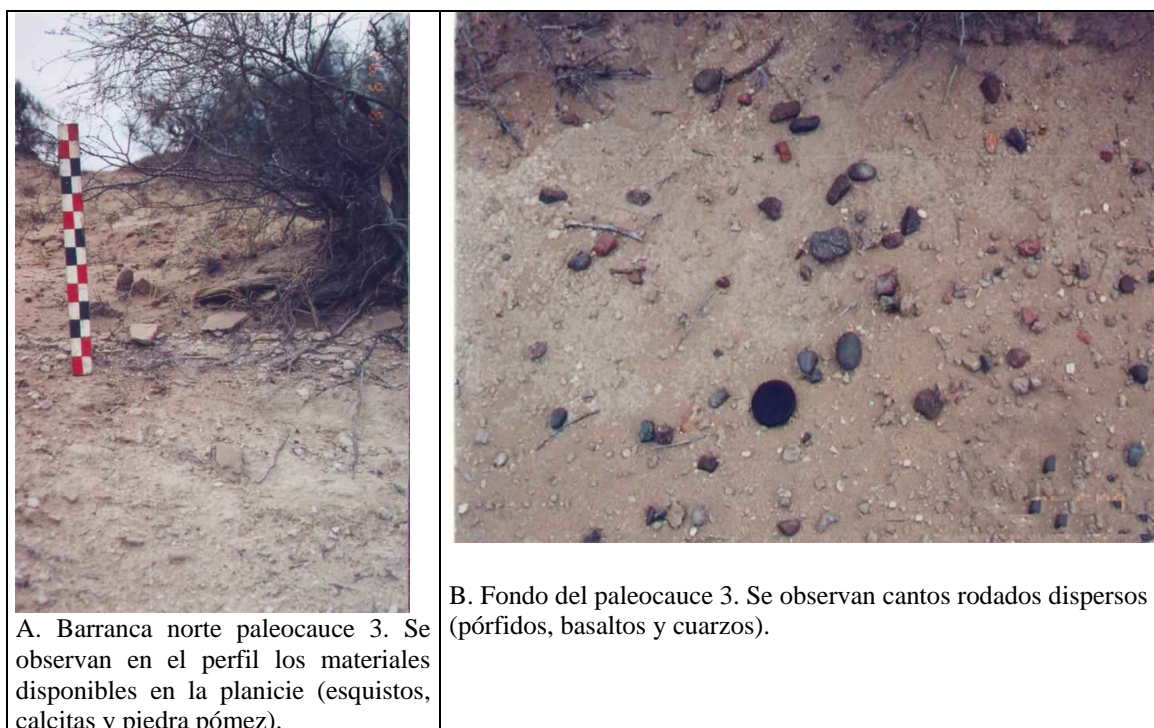 A. Barranca norte paleocauce 3. Se
observan en el perfil los materiales
disponibles en la planicie (esquistos,
calcitas y piedra pómez).
B. Fondo del paleocauce 3. Se observan cantos rodados dispersos
(pórfidos, basaltos y cuarzos).